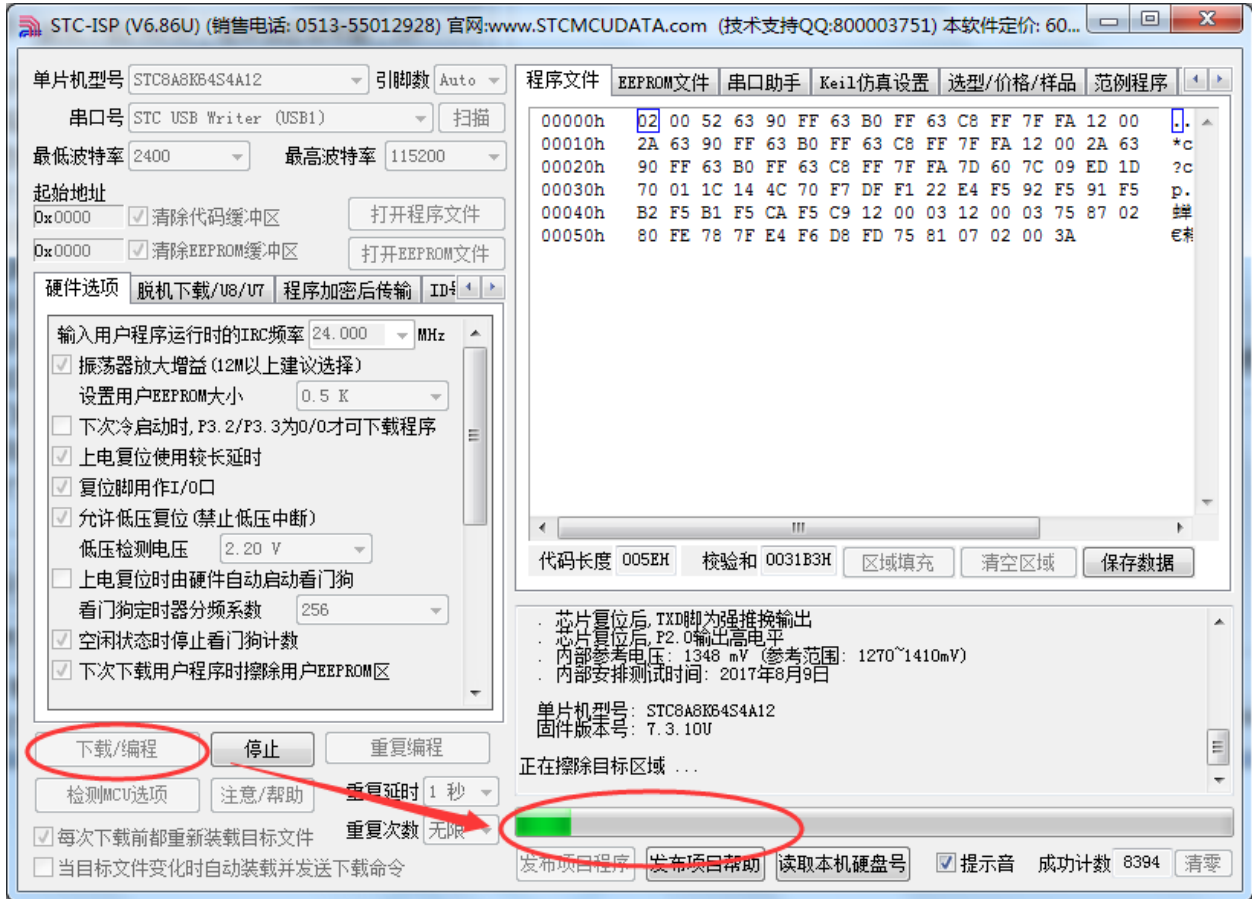 STC-ISP (V6.86U) (销售电话: 0513-55012928) 官网:www.STCMCUDATA.com (技术支持QQ:800003751) 本软件定价: 60...
单片机型号 STC8A8K64S4A12 引脚数 Auto
串口号 STC USB Writer (USB1) 扫描
最低波特率 2400 最高波特率 115200
起始地址
0x0000 清除代码缓冲区 打开程序文件
0x0000 清除EEPROM缓冲区 打开EEPROM文件
硬件选项 脱机下载/U8/U7 程序加密后传输
输入用户程序运行时的IRC频率 24.000 MHz
振荡器放大增益(12M以上建议选择)
设置用户EEPROM大小 0.5 K
下次冷启动时,P3.2/P3.3为0/0才可下载程序
上电复位使用较长延时
复位脚用作I/O口
允许低压复位(禁止低压中断)
低压检测电压 2.20 V
上电复位时由硬件自动启动看门狗
看门狗定时器分频系数 256
空闲状态时停止看门狗计数
下次下载用户程序时擦除用户EEPROM区
下载/编程 停止 重复编程
检测MCU选项 注意/帮助 重复延时 1 秒
每次下载前都重新装载目标文件 重复次数 无限
当目标文件变化时自动装载并发送下载命令
程序文件 EEPROM文件 串口助手 Keil仿真设置 选型/价格/样品 范例程序
00000h 02 00 52 63 90 FF 63 B0 FF 63 C8 FF 7F FA 12 00 ..
00010h 2A 63 90 FF 63 B0 FF 63 C8 FF 7F FA 12 00 2A 63 *c
00020h 90 FF 63 B0 FF 63 C8 FF 7F FA 7D 60 7C 09 ED 1D ?c
00030h 70 01 1C 14 4C 70 F7 DF F1 22 E4 F5 92 F5 91 F5 p.
00040h B2 F5 B1 F5 CA F5 C9 12 00 03 12 00 03 75 87 02
00050h 80 FE 78 7F E4 F6 D8 FD 75 81 07 02 00 3A
代码长度 005EH 校验和 0031B3H 区域填充 清空区域 保存数据
. 芯片复位后,TXD脚为强推挽输出
. 芯片复位后,P2.0输出高电平
. 内部参考电压: 1348 mV (参考范围: 1270~1410mV)
. 内部安排测试时间: 2017年8月9日
单片机型号: STC8A8K64S4A12
固件版本号: 7.3.10U
正在擦除目标区域 ...
发布项目程序 发布项目帮助 读取本机硬盘号 提示音 成功计数 8394 清零